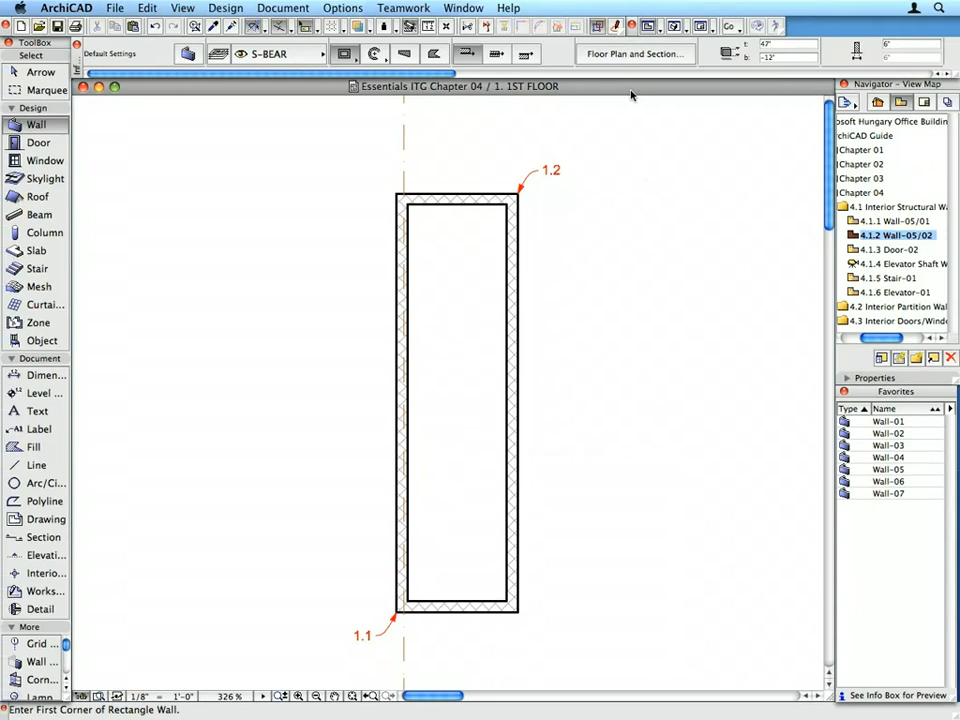 ArchiCAD File Edit View Design Document Options Teamwork Window Help
ToolBox
Select
Arrow
Marquee
Design
Wall
Door
Window
Skylight
Roof
Beam
Column
Slab
Stair
Mesh
Curtai...
Zone
Object
Document
Dimen...
Level ...
Text
Label
Fill
Line
Arc/Ci...
Polyline
Drawing
Section
Elevati...
Interio...
Works...
Detail
More
Grid ...
Wall ...
Corn...
Lamp
Default Settings
S-BEAR
Floor Plan and Section...
t: 47"
b: -12"
6"
6"
Go...
Essentials ITG Chapter 04 / 1. 1ST FLOOR
1.2
1.1
1/8" = 1'-0"
326 %
Enter First Corner of Rectangle Wall.
Navigator - View Map
osoft Hungary Office Buildin
chiCAD Guide
Chapter 01
Chapter 02
Chapter 03
Chapter 04
4.1 Interior Structural W
4.1.1 Wall-05/01
4.1.2 Wall-05/02
4.1.3 Door-02
4.1.4 Elevator Shaft W
4.1.5 Stair-01
4.1.6 Elevator-01
4.2 Interior Partition Wal
4.3 Interior Doors/Windo
Properties
Favorites
Type Name
Wall-01
Wall-02
Wall-03
Wall-04
Wall-05
Wall-06
Wall-07
See Info Box for Preview